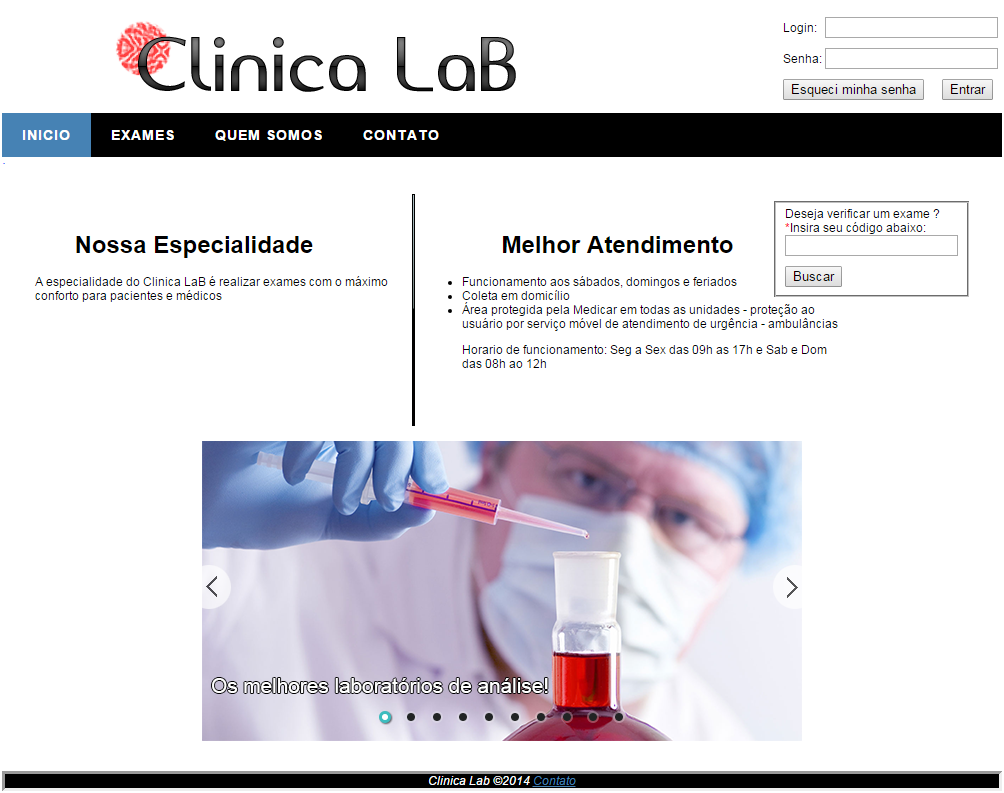 Clinica LaB
Login:
Senha:
Esqueci minha senha Entrar
INICIO EXAMES QUEM SOMOS CONTATO
Nossa Especialidade
A especialidade do Clinica LaB é realizar exames com o máximo
conforto para pacientes e médicos
Melhor Atendimento
Funcionamento aos sábados, domingos e feriados
Coleta em domicílio
Área protegida pela Medicar em todas as unidades - proteção ao
usuário por serviço móvel de atendimento de urgência - ambulâncias
Horario de funcionamento: Seg a Sex das 09h as 17h e Sab e Dom
das 08h ao 12h
Deseja verificar um exame ?
*Insira seu código abaixo:
Buscar
Os melhores laboratórios de análise!
Clinica Lab ©2014 Contato